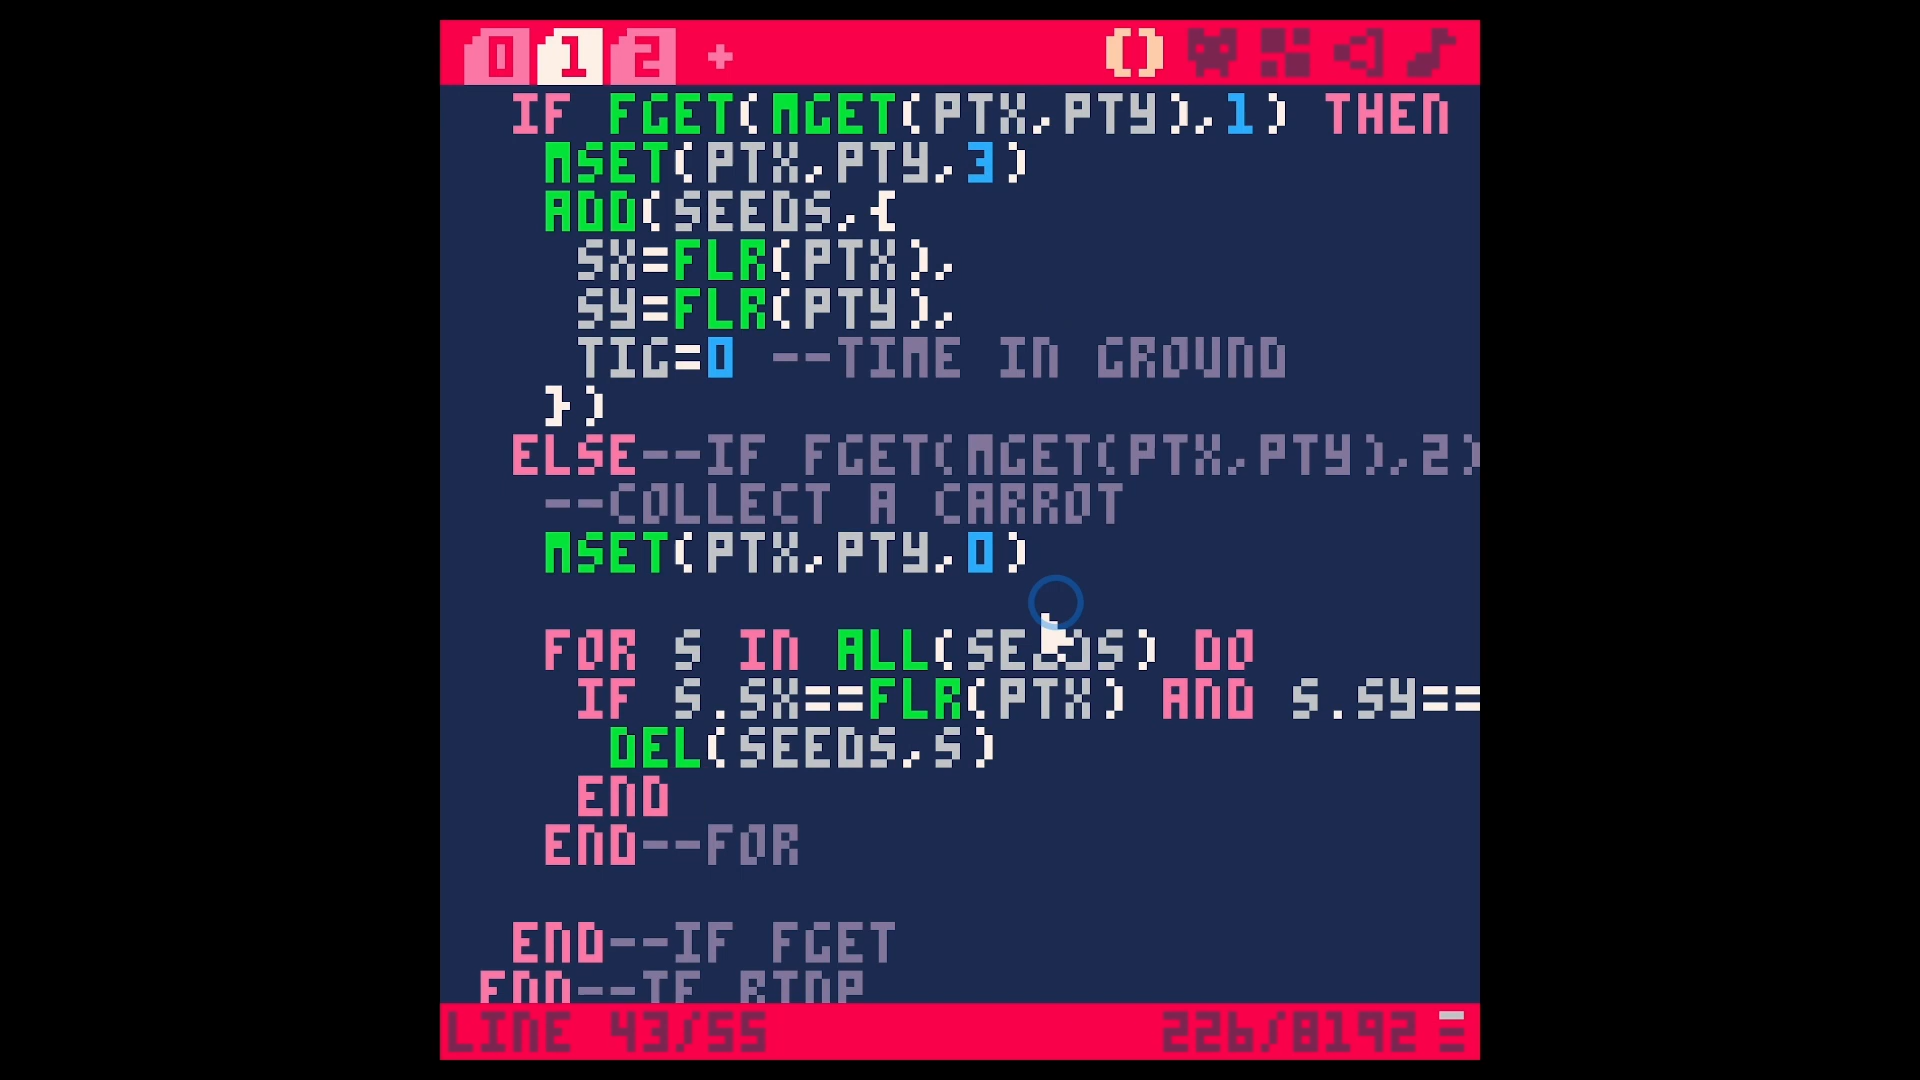 0 1 2 + ()
IF FGET(MGET(PTX,PTY),1) THEN
MSET(PTX,PTY,3)
ADD(SEEDS,{
SX=FLR(PTX),
SY=FLR(PTY),
TIG=0 --TIME IN GROUND
})
ELSE--IF FGET(MGET(PTX,PTY),2)
--COLLECT A CARROT
MSET(PTX,PTY,0)
FOR S IN ALL(SEEDS) DO
IF S.SX==FLR(PTX) AND S.SY==
DEL(SEEDS,S)
END
END--FOR
END--IF FGET
END--IF BTNP
LINE 43/55 226/8192